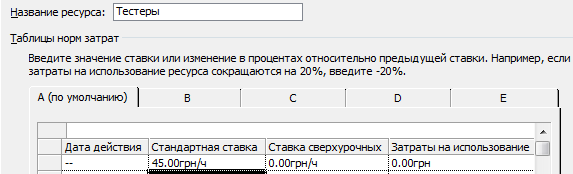 Название ресурса: Тестеры
Таблицы норм затрат
Введите значение ставки или изменение в процентах относительно предыдущей ставки. Например, если
затраты на использование ресурса сокращаются на 20%, введите -20%.
A (по умолчанию) B C D E
Дата действия Стандартная ставка Ставка сверхурочных Затраты на использование
-- 45.00грн/ч 0.00грн/ч 0.00грн